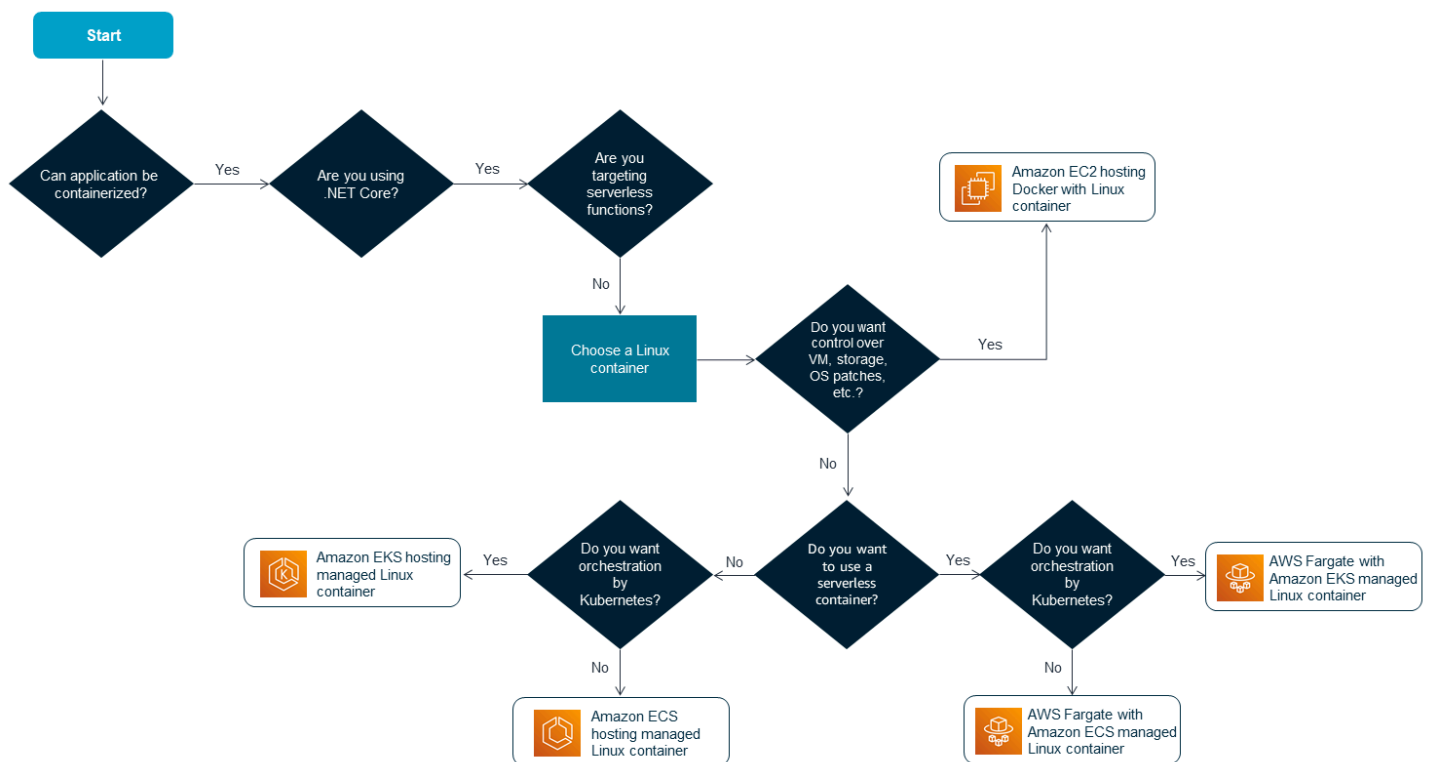 Start
Can application be
containerized?
Yes
Are you using
.NET Core?
Yes
Are you
targeting
serverless
functions?
No
Choose a Linux
container
Do you want
control over
VM, storage,
OS patches,
etc.?
Yes
Amazon EC2 hosting
Docker with Linux
container
No
Do you want
to use a
serverless
container?
No
Do you want
orchestration
by
Kubernetes?
Yes
K
Amazon EKS hosting
managed Linux
container
No
Amazon ECS
hosting managed
Linux container
Yes
Do you want
orchestration
by
Kubernetes?
Yes
AWS Fargate with
Amazon EKS managed
Linux container
No
AWS Fargate with
Amazon ECS managed
Linux container